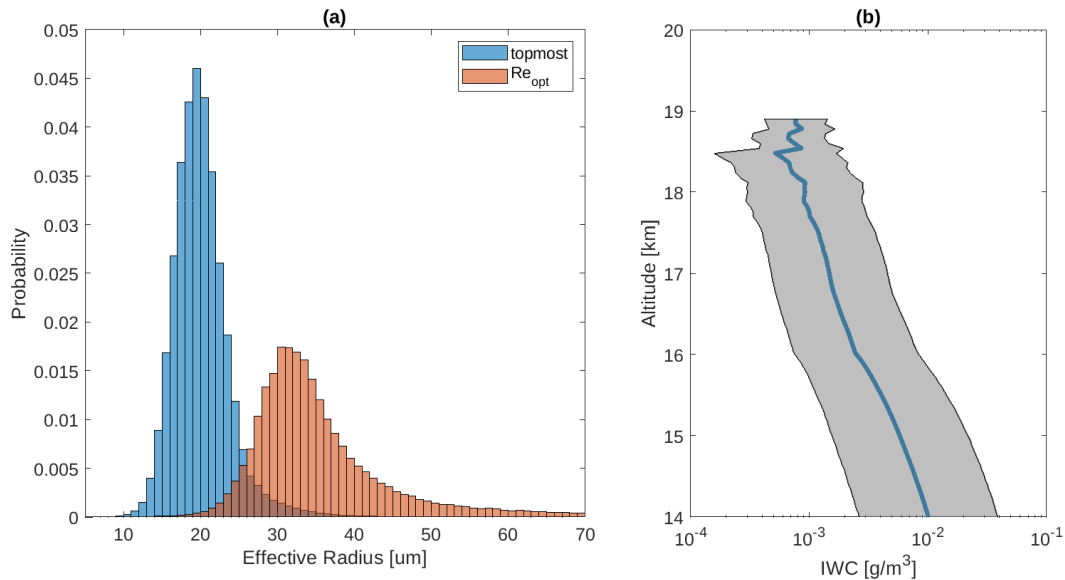 (a)
0.05
0.045
0.04
0.035
0.03
0.025
0.02
0.015
0.01
0.005
0
Probability
10 20 30 40 50 60 70
Effective Radius [um]
topmost
Re_opt
(b)
20
19
18
17
16
15
14
Altitude [km]
10^-4 10^-3 10^-2 10^-1
IWC [g/m^3]